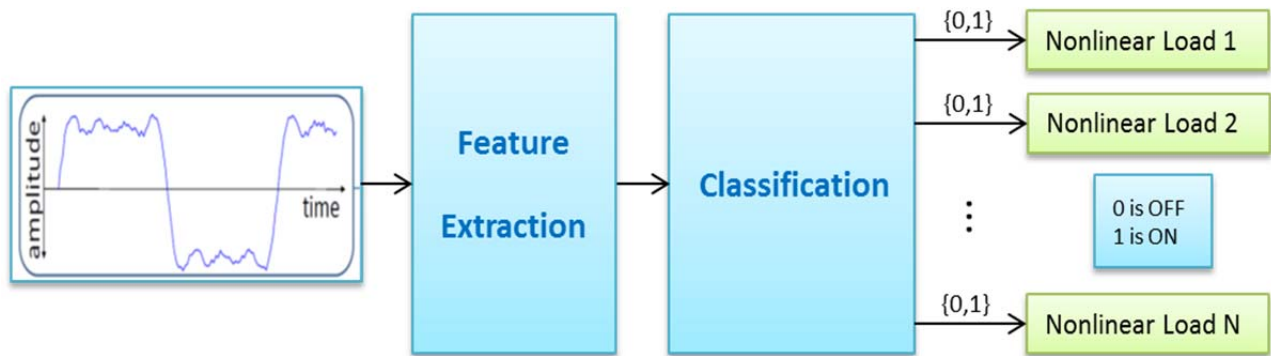 amplitude
time
Feature
Extraction
Classification
{0,1}
Nonlinear Load 1
{0,1}
Nonlinear Load 2
⋮
0 is OFF
1 is ON
{0,1}
Nonlinear Load N